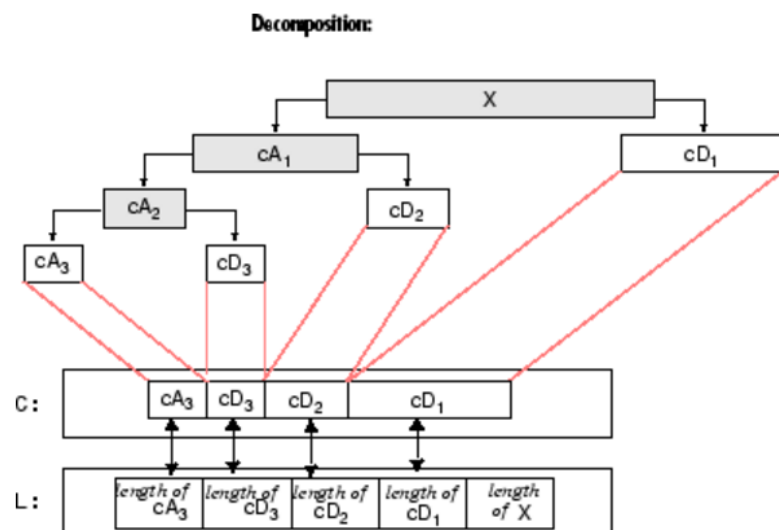 Decomposition:
X
cA₁
cD₁
cA₂
cD₂
cA₃
cD₃
C:
cA₃ cD₃ cD₂ cD₁
L:
length of cA₃
length of cD₃
length of cD₂
length of cD₁
length of X